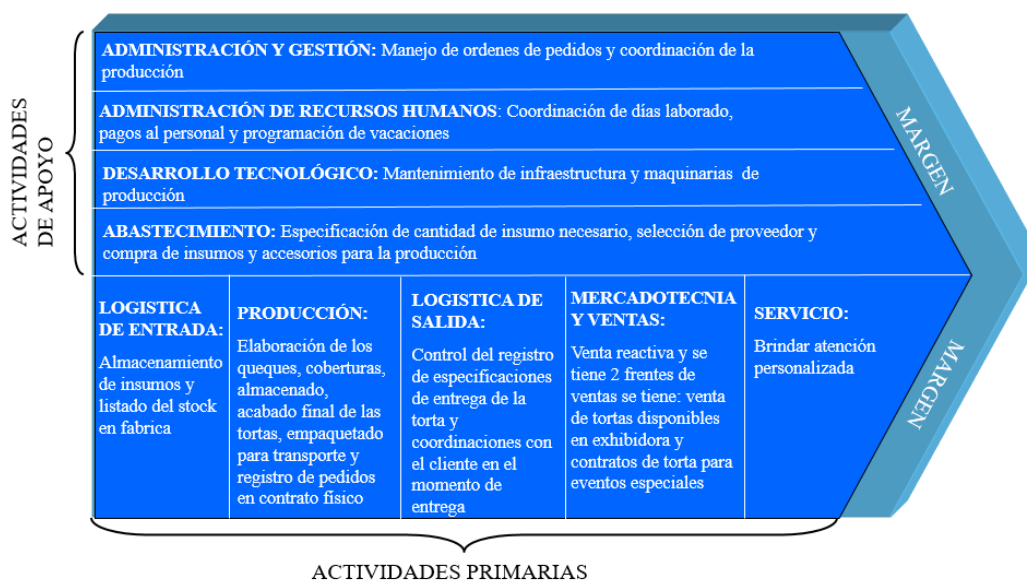 ACTIVIDADES
DE APOYO
ADMINISTRACIÓN Y GESTIÓN: Manejo de ordenes de pedidos y coordinación de la
producción
ADMINISTRACIÓN DE RECURSOS HUMANOS: Coordinación de días laborado,
pagos al personal y programación de vacaciones
DESARROLLO TECNOLÓGICO: Mantenimiento de infraestructura y maquinarias de
producción
ABASTECIMIENTO: Especificación de cantidad de insumo necesario, selección de proveedor y
compra de insumos y accesorios para la producción
MARGEN
LOGISTICA
DE ENTRADA:
Almacenamiento
de insumos y
listado del stock
en fabrica
PRODUCCIÓN:
Elaboración de los
queques, coberturas,
almacenado,
acabado final de las
tortas, empaquetado
para transporte y
registro de pedidos
en contrato físico
LOGISTICA DE
SALIDA:
Control del registro
de especificaciones
de entrega de la
torta y
coordinaciones con
el cliente en el
momento de
entrega
MERCADOTECNIA
Y VENTAS:
Venta reactiva y se
tiene 2 frentes de
ventas se tiene: venta
de tortas disponibles
en exhibidora y
contratos de torta para
eventos especiales
SERVICIO:
Brindar atención
personalizada
MARGEN
ACTIVIDADES PRIMARIAS